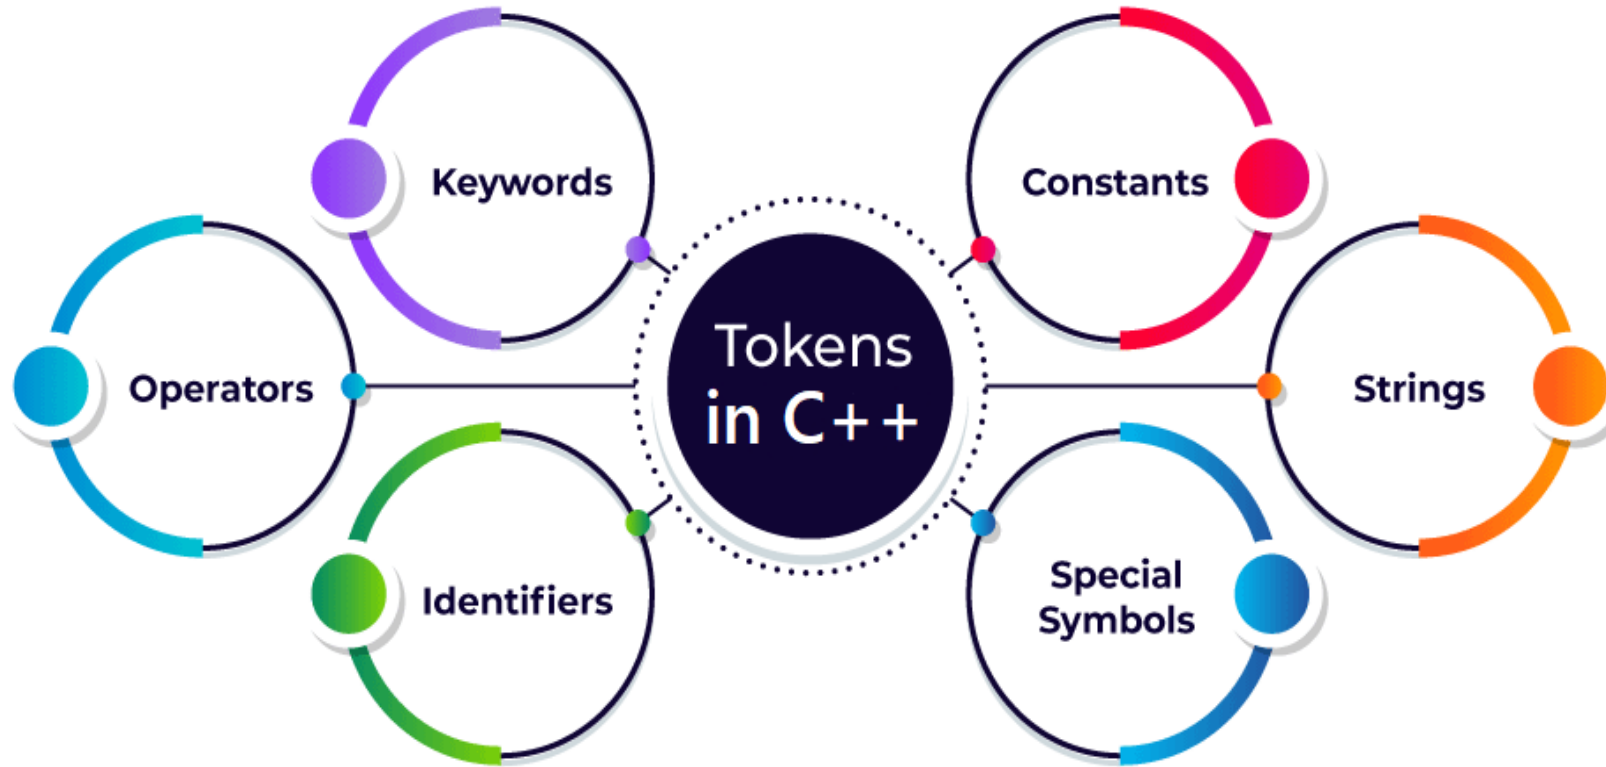 Keywords
Constants
Tokens
in C++
Operators
Strings
Identifiers
Special
Symbols